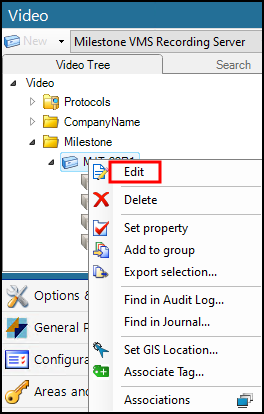 Video
New
Milestone VMS Recording Server
Video Tree
Search
Video
Protocols
CompanyName
Milestone
Edit
Delete
Set property
Add to group
Export selection...
Find in Audit Log...
Find in Journal...
Set GIS Location...
Associate Tag...
Associations
Options &
General P
Configura
Areas and